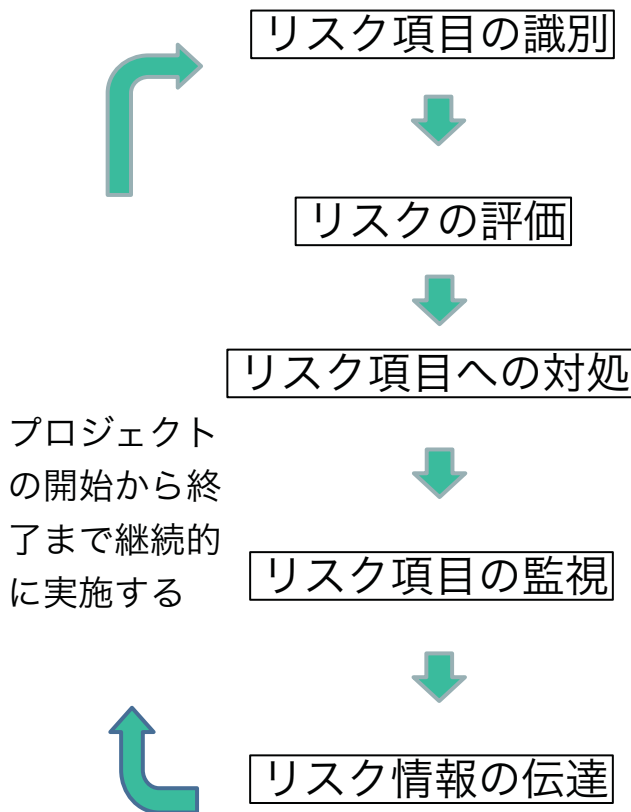 リスク項目の識別
リスクの評価
リスク項目への対処
プロジェクト
の開始から終
了まで継続的
に実施する
リスク項目の監視
リスク情報の伝達